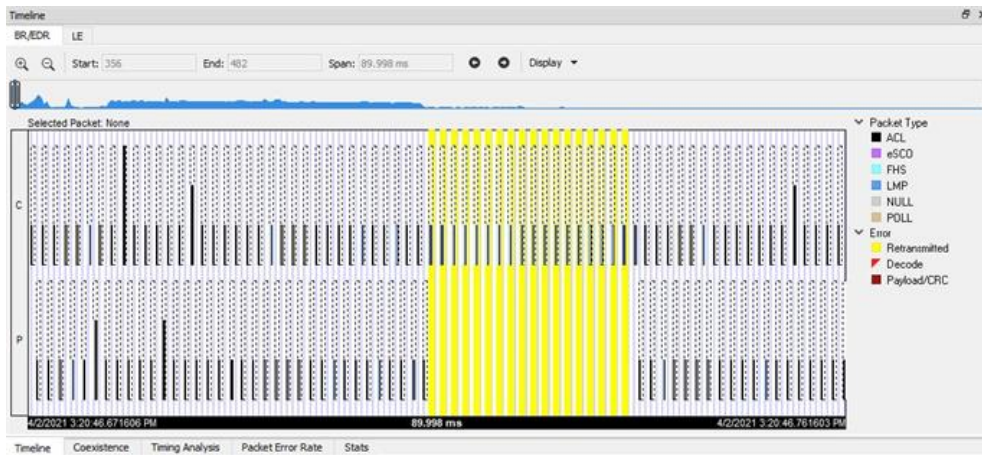 Timeline
BR/EDR LE
Start: 356 End: 482 Span: 89.998 ms Display
Selected Packet: None
C
P
4/2/2021 3:20:46.671606 PM 89.998 ms 4/2/2021 3:20:46.761603 PM
Packet Type
ACL
eSCO
FHS
LMP
NULL
POLL
Error
Retransmitted
Decode
Payload/CRC
Timeline Coexistence Timing Analysis Packet Error Rate Stats